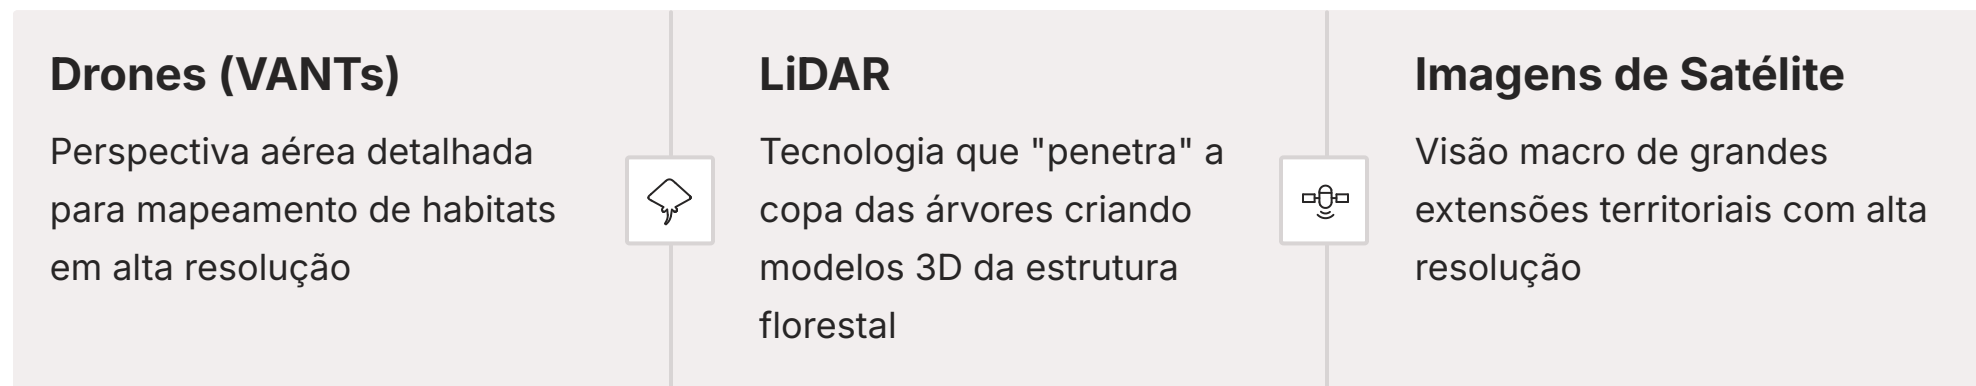 Drones (VANTs)
Perspectiva aérea detalhada
para mapeamento de habitats
em alta resolução
LiDAR
Tecnologia que "penetra" a
copa das árvores criando
modelos 3D da estrutura
florestal
Imagens de Satélite
Visão macro de grandes
extensões territoriais com alta
resolução